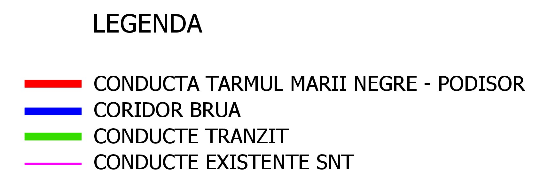 LEGENDA
CONDUCTA TARMUL MARII NEGRE - PODISOR
CORIDOR BRUA
CONDUCTE TRANZIT
CONDUCTE EXISTENTE SNT